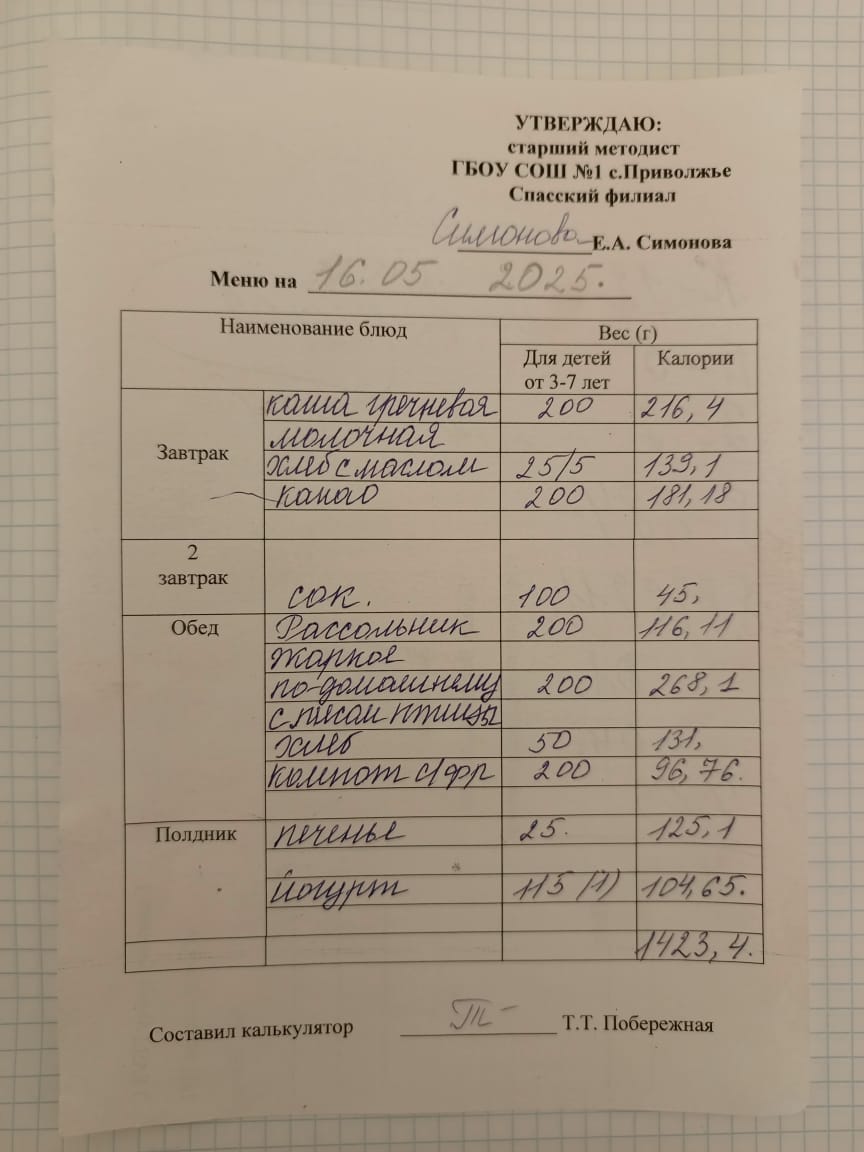 УТВЕРЖДАЮ:
старший методист
ГБОУ СОШ №1 с.Приволжье
Спасский филиал
Симонова Е.А. Симонова
Меню на 16.05 2025.
Наименование блюд Вес (г)
Для детей от 3-7 лет Калории
Завтрак каша гречневая 200 216,4
молочная
хлеб с маслом 25/5 139,1
какао 200 181,18
2 завтрак сок. 100 45,
Обед Рассольник 200 116,11
Жаркое
по-домашнему 200 268,1
с мясом птицы
хлеб 50 131,
компот с/фр 200 96,76.
Полдник печенье 25. 125,1
йогурт 115 (1) 104,65.
1423,4.
Составил калькулятор Т.Т. Побережная